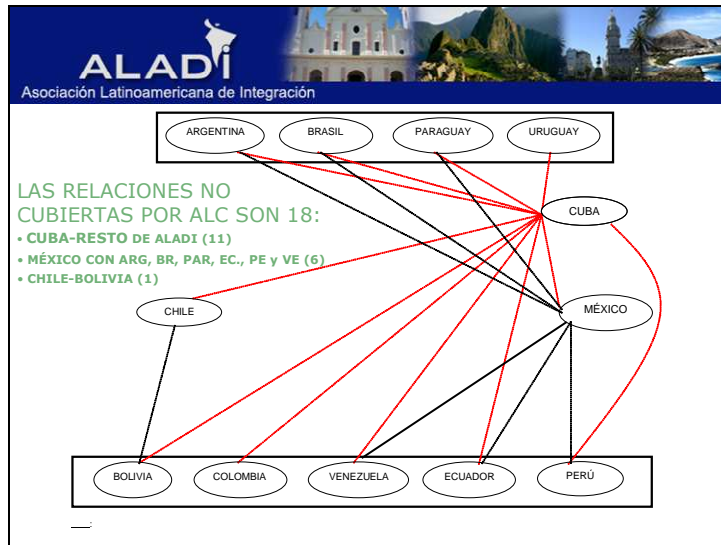 ALADI
Asociación Latinoamericana de Integración
ARGENTINA
BRASIL
PARAGUAY
URUGUAY
LAS RELACIONES NO
CUBIERTAS POR ALC SON 18:
• CUBA-RESTO DE ALADI (11)
• MÉXICO CON ARG, BR, PAR, EC., PE y VE (6)
• CHILE-BOLIVIA (1)
CUBA
CHILE
MÉXICO
BOLIVIA
COLOMBIA
VENEZUELA
ECUADOR
PERÚ